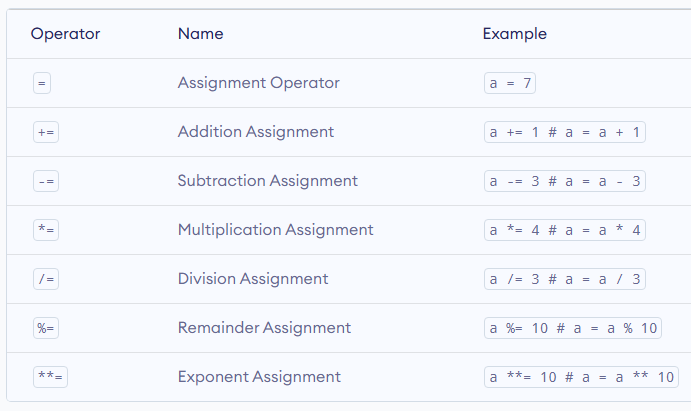 Operator Name Example
= Assignment Operator a = 7
+= Addition Assignment a += 1 # a = a + 1
-= Subtraction Assignment a -= 3 # a = a - 3
*= Multiplication Assignment a *= 4 # a = a * 4
/= Division Assignment a /= 3 # a = a / 3
%= Remainder Assignment a %= 10 # a = a % 10
**= Exponent Assignment a **= 10 # a = a ** 10